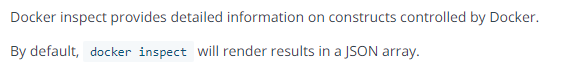 Docker inspect provides detailed information on constructs controlled by Docker.
By default, docker inspect will render results in a JSON array.